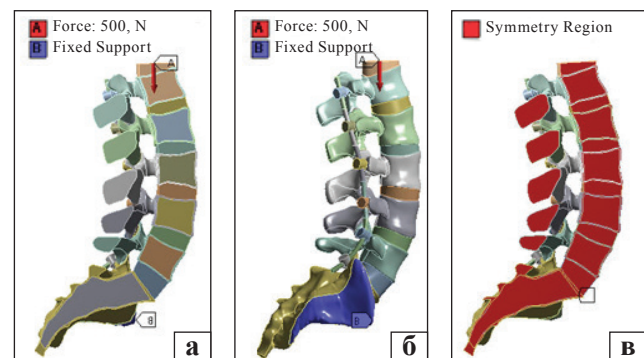 A Force: 500, N
B Fixed Support
A
B
а
A Force: 500, N
B Fixed Support
A
B
б
Symmetry Region
в